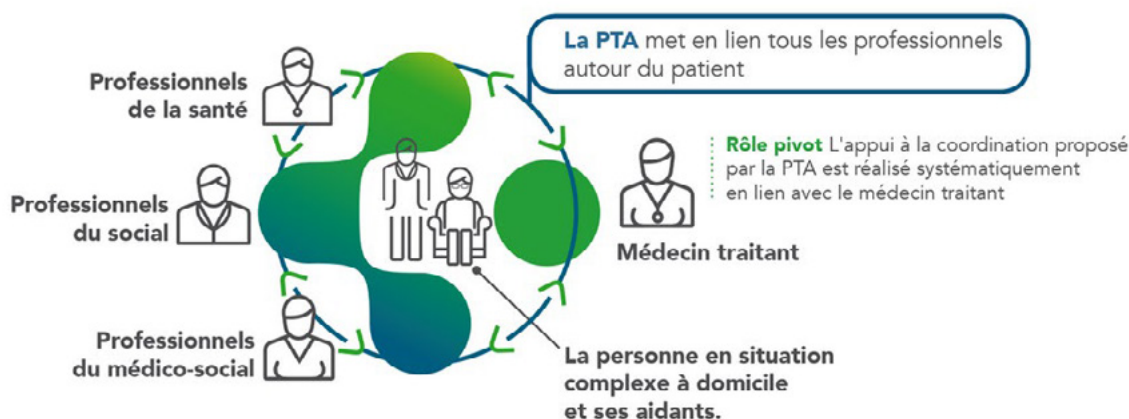 La PTA met en lien tous les professionnels
autour du patient
Professionnels
de la santé
Rôle pivot L'appui à la coordination proposé
par la PTA est réalisé systématiquement
en lien avec le médecin traitant
Professionnels
du social
Médecin traitant
Professionnels
du médico-social
La personne en situation
complexe à domicile
et ses aidants.